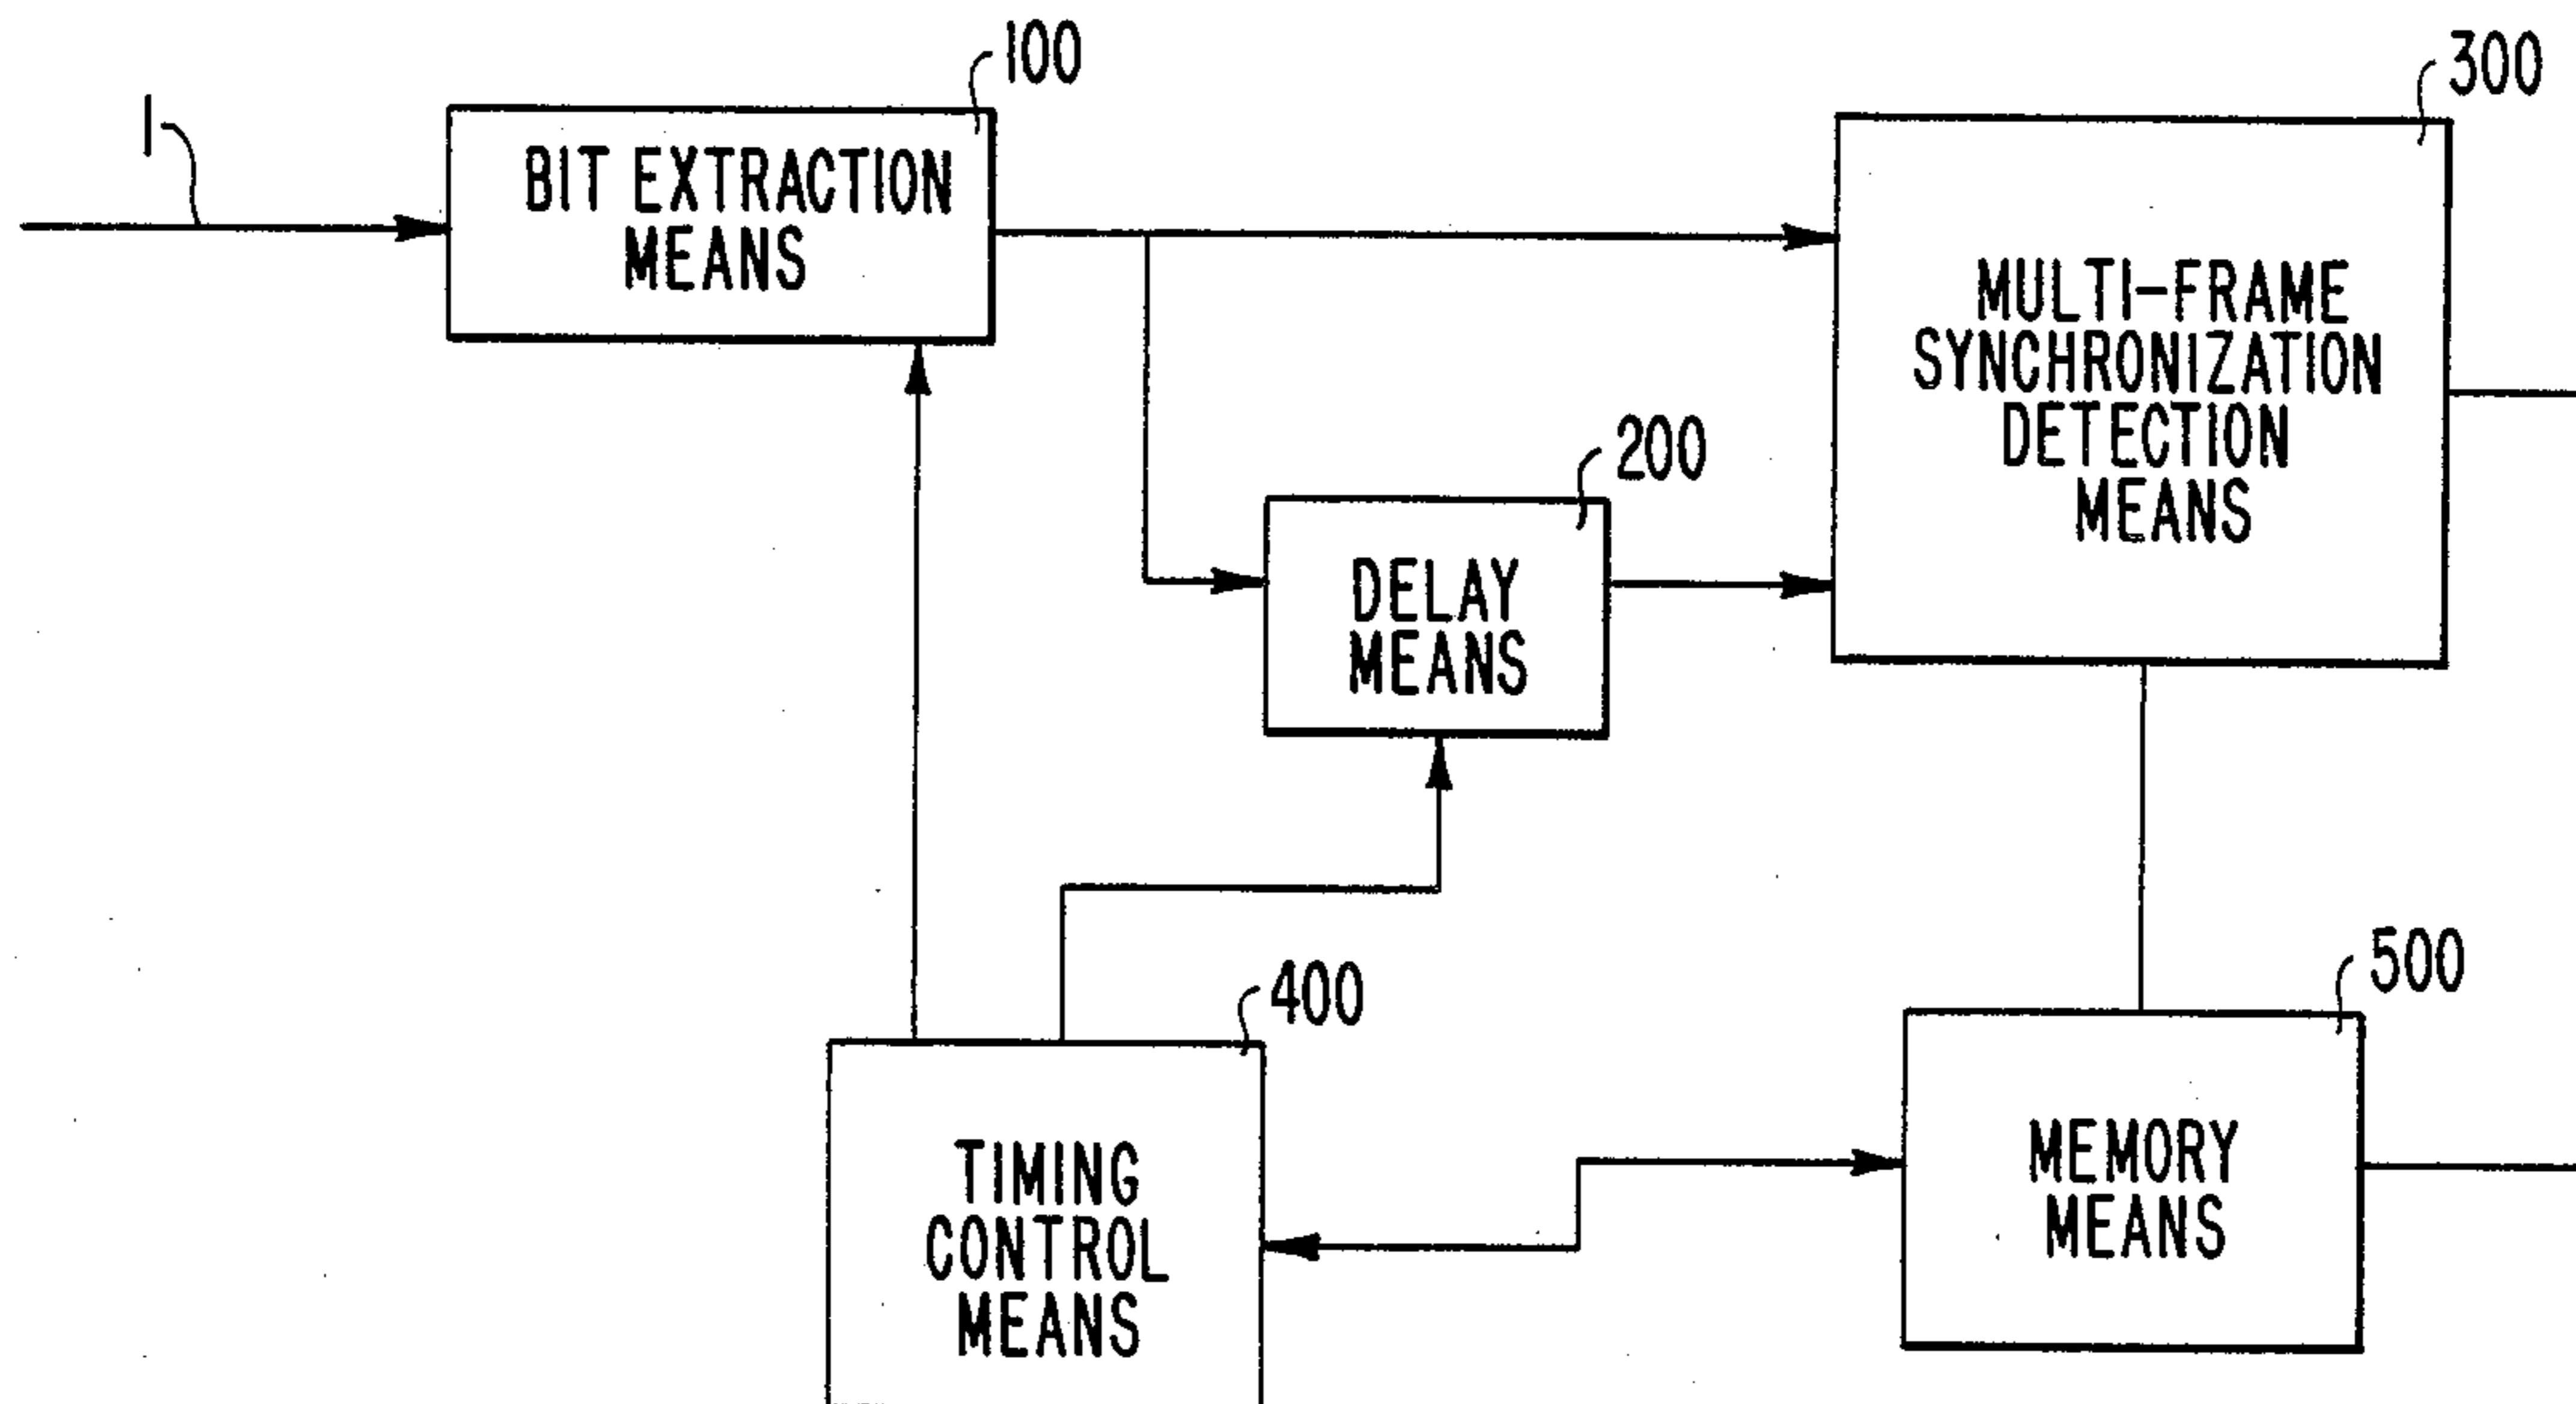 100
300
1
BIT EXTRACTION
MEANS
MULTI-FRAME
SYNCHRONIZATION
DETECTION
MEANS
200
DELAY
MEANS
400
500
TIMING
CONTROL
MEANS
MEMORY
MEANS